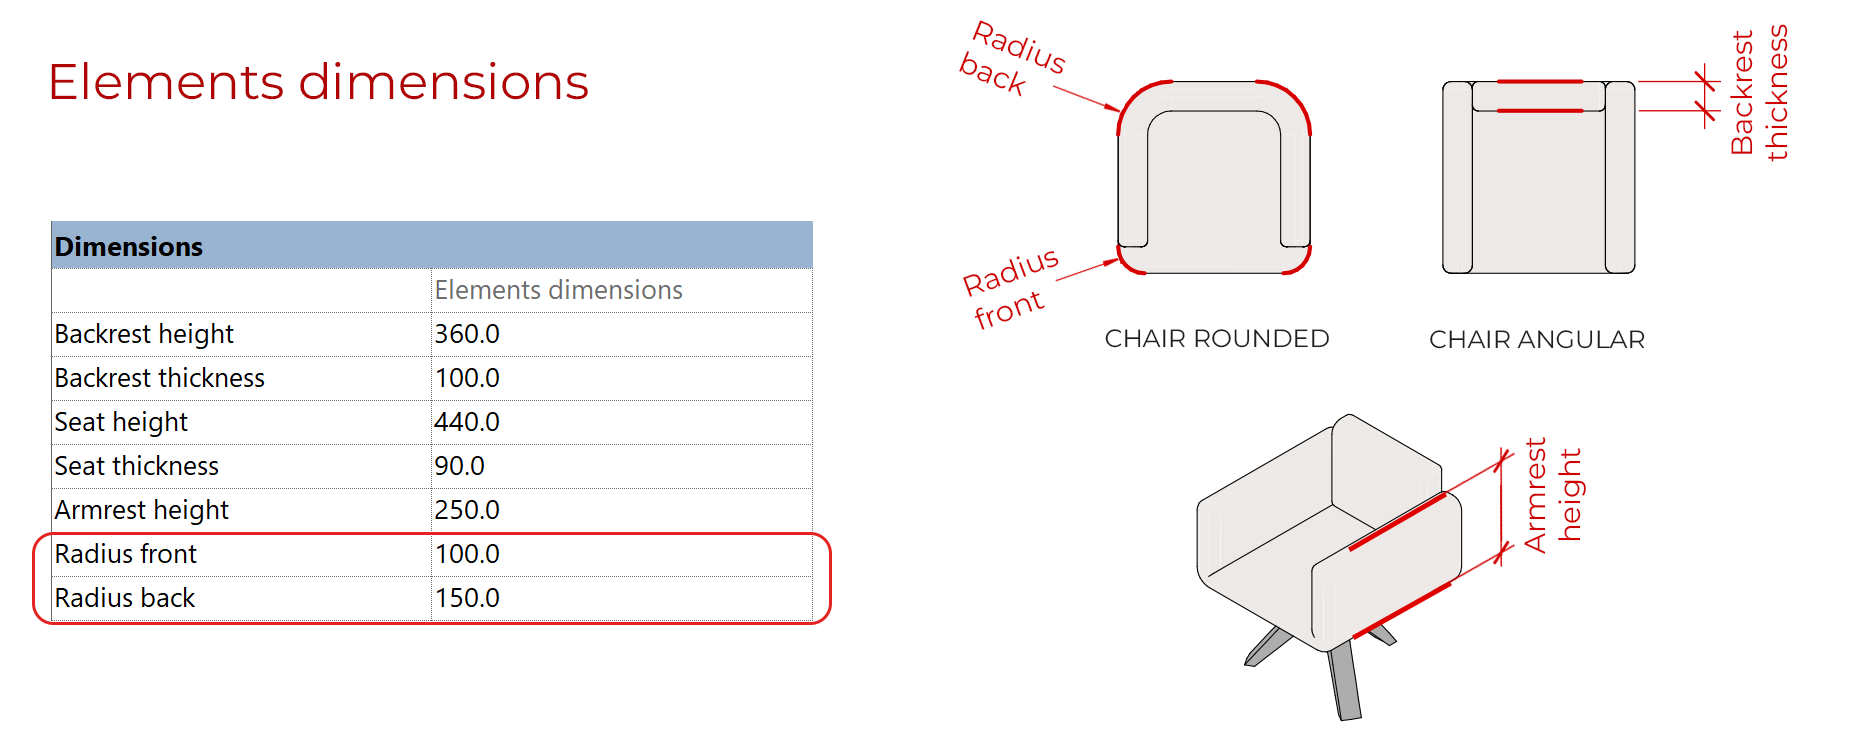 Elements dimensions
Dimensions
Elements dimensions
Backrest height 360.0
Backrest thickness 100.0
Seat height 440.0
Seat thickness 90.0
Armrest height 250.0
Radius front 100.0
Radius back 150.0
Radius
back
Radius
front
CHAIR ROUNDED
Backrest
thickness
CHAIR ANGULAR
Armrest
height